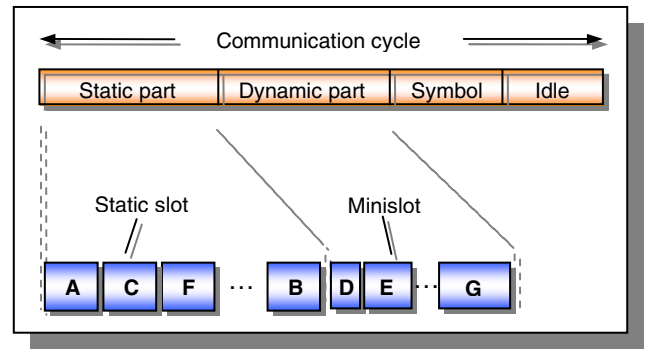 Communication cycle
Static part Dynamic part Symbol Idle
Static slot Minislot
A C F ... B D E ... G